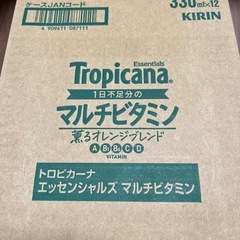 ケースJANコード
330ml×12
4 909411 087111
KIRIN
Essentials
Tropicana®
1日不足分の
マルチビタミン
薫るオレンジブレンド
A B1 B6 C D
VITAMIN
トロピカーナ
エッセンシャルズ マルチビタミン